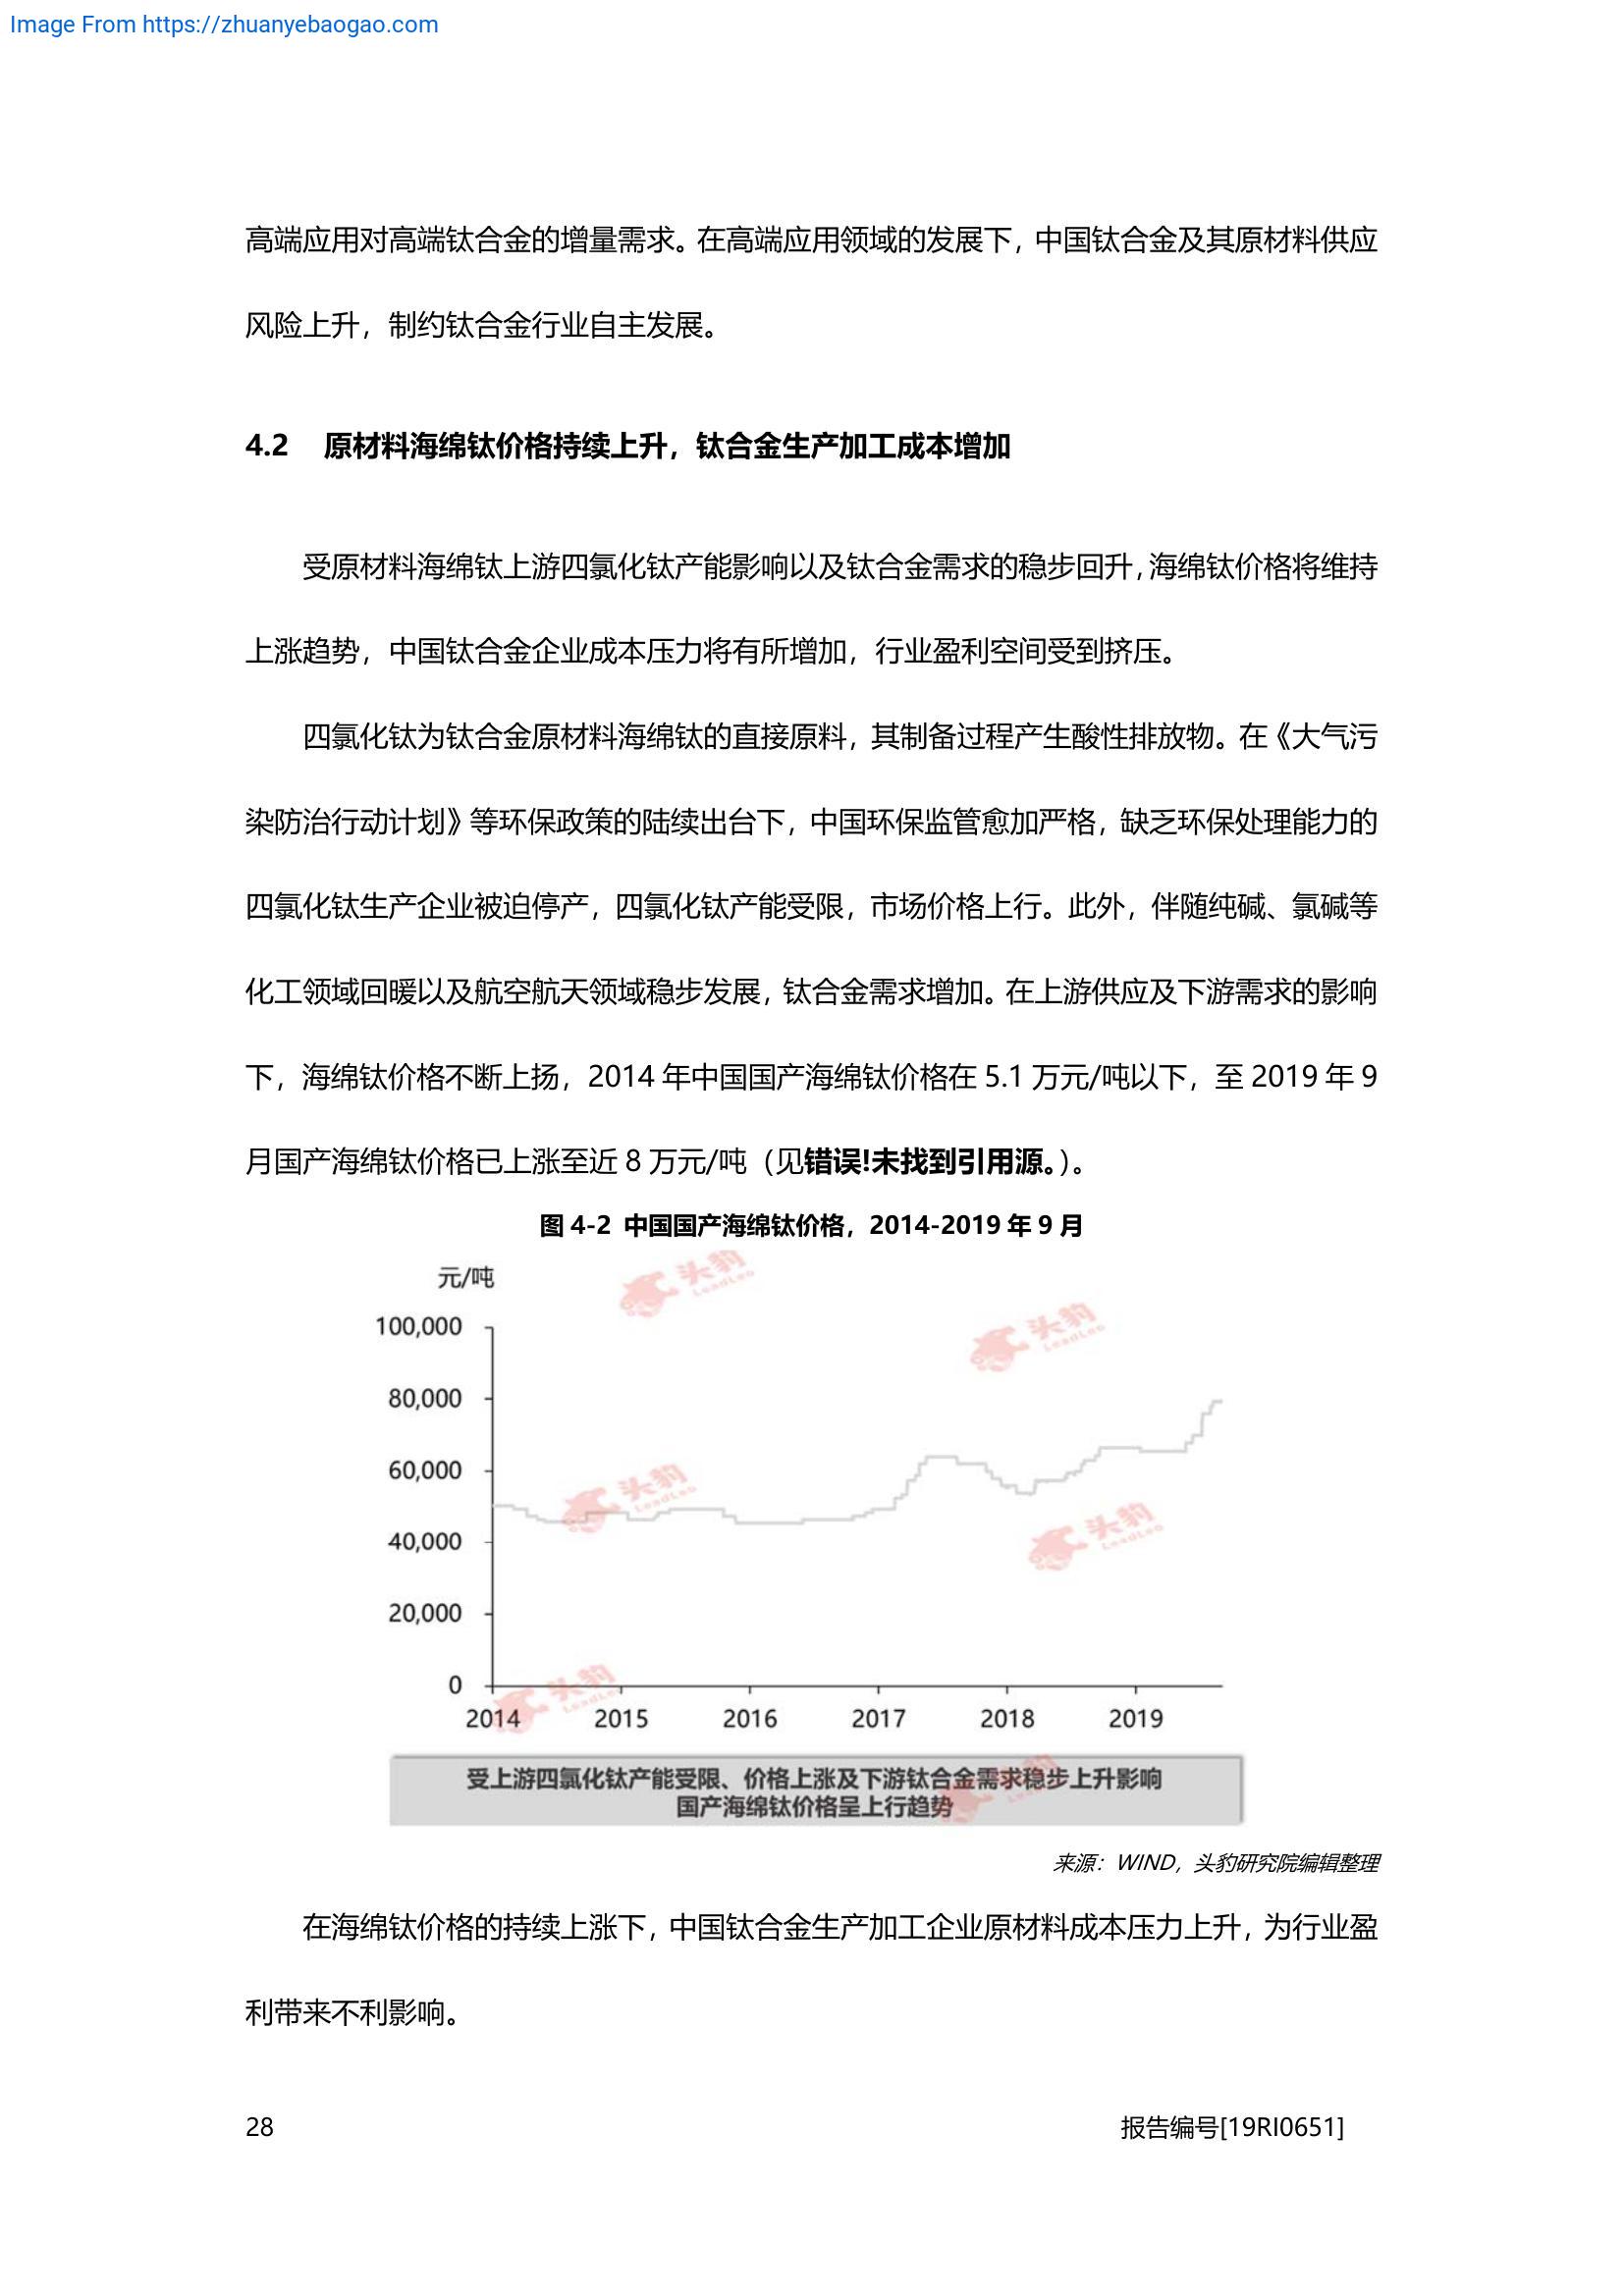 Image From https://zhuanyebaogao.com
高端应用对高端钛合金的增量需求。在高端应用领域的发展下，中国钛合金及其原材料供应
风险上升，制约钛合金行业自主发展。
4.2 原材料海绵钛价格持续上升，钛合金生产加工成本增加
受原材料海绵钛上游四氯化钛产能影响以及钛合金需求的稳步回升，海绵钛价格将维持
上涨趋势，中国钛合金企业成本压力将有所增加，行业盈利空间受到挤压。
四氯化钛为钛合金原材料海绵钛的直接原料，其制备过程产生酸性排放物。在《大气污
染防治行动计划》等环保政策的陆续出台下，中国环保监管愈加严格，缺乏环保处理能力的
四氯化钛生产企业被迫停产，四氯化钛产能受限，市场价格上行。此外，伴随纯碱、氯碱等
化工领域回暖以及航空航天领域稳步发展，钛合金需求增加。在上游供应及下游需求的影响
下，海绵钛价格不断上扬，2014 年中国国产海绵钛价格在 5.1 万元/吨以下，至 2019 年 9
月国产海绵钛价格已上涨至近 8 万元/吨（见错误!未找到引用源。）。
图 4-2 中国国产海绵钛价格，2014-2019 年 9 月
元/吨
100,000
80,000
60,000
40,000
20,000
0
2014 2015 2016 2017 2018 2019
头豹
LeadLeo
头豹
LeadLeo
头豹
LeadLeo
头豹
LeadLeo
头豹
LeadLeo
受上游四氯化钛产能受限、价格上涨及下游钛合金需求稳步上升影响
国产海绵钛价格呈上行趋势
来源：WIND，头豹研究院编辑整理
在海绵钛价格的持续上涨下，中国钛合金生产加工企业原材料成本压力上升，为行业盈
利带来不利影响。
28 报告编号[19RI0651]